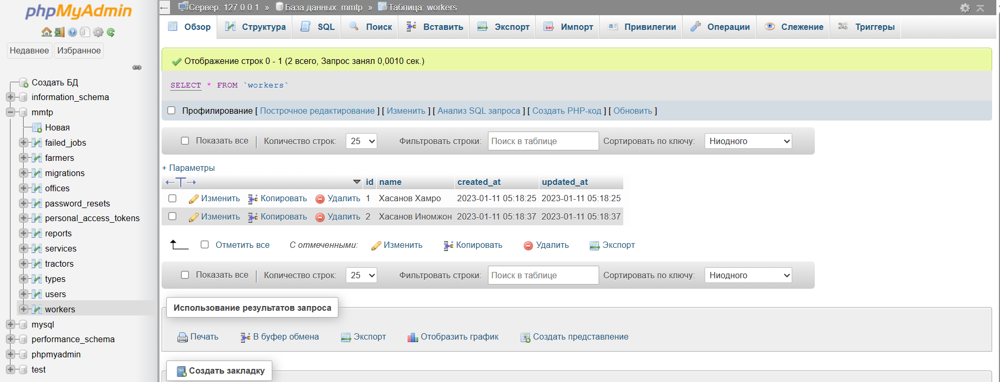 phpMyAdmin
Недавнее Избранное
Создать БД
information_schema
mmtp
Новая
failed_jobs
farmers
migrations
offices
password_resets
personal_access_tokens
reports
services
tractors
types
users
workers
mysql
performance_schema
phpmyadmin
test
← Сервер: 127.0.0.1 » База данных: mmtp » Таблица: workers
Обзор Структура SQL Поиск Вставить Экспорт Импорт Привилегии Операции Слежение Триггеры
Отображение строк 0 - 1 (2 всего, Запрос занял 0,0010 сек.)
SELECT * FROM `workers`
Профилирование [ Построчное редактирование ] [ Изменить ] [ Анализ SQL запроса ] [ Создать PHP-код ] [ Обновить ]
Показать все | Количество строк: 25 Фильтровать строки: Поиск в таблице Сортировать по ключу: Ниодного
+ Параметры
←T→ id name created_at updated_at
Изменить Копировать Удалить 1 Хасанов Хамро 2023-01-11 05:18:25 2023-01-11 05:18:25
Изменить Копировать Удалить 2 Хасанов Иномжон 2023-01-11 05:18:37 2023-01-11 05:18:37
Отметить все С отмеченными: Изменить Копировать Удалить Экспорт
Показать все | Количество строк: 25 Фильтровать строки: Поиск в таблице Сортировать по ключу: Ниодного
Использование результатов запроса
Печать В буфер обмена Экспорт Отобразить график Создать представление
Создать закладку